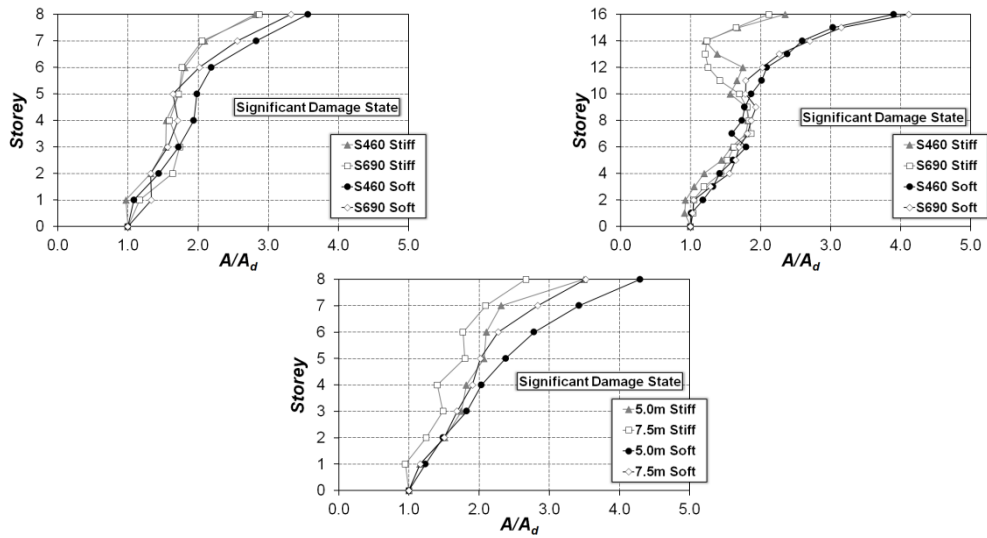 8
7
6
5
4
3
2
1
0
Storey
Significant Damage State
S460 Stiff
S690 Stiff
S460 Soft
S690 Soft
0.0 1.0 2.0 3.0 4.0 5.0
A/Ad
16
14
12
10
8
6
4
2
0
Storey
Significant Damage State
S460 Stiff
S690 Stiff
S460 Soft
S690 Soft
0.0 1.0 2.0 3.0 4.0 5.0
A/Ad
8
7
6
5
4
3
2
1
0
Storey
Significant Damage State
5.0m Stiff
7.5m Stiff
5.0m Soft
7.5m Soft
0.0 1.0 2.0 3.0 4.0 5.0
A/Ad